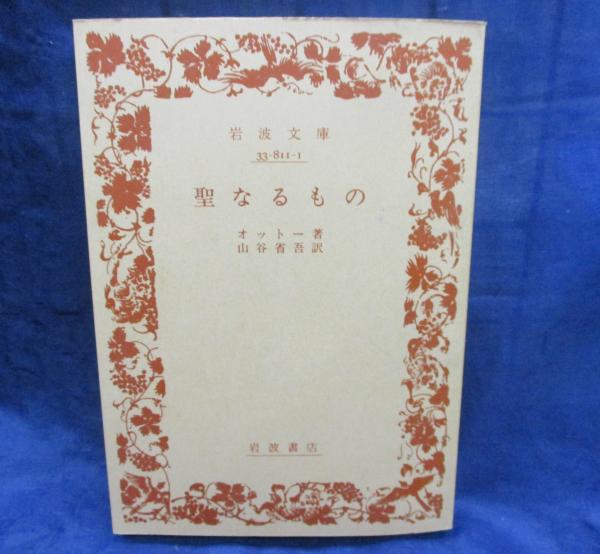 岩波文庫
33-811-1
聖なるもの
オットー著
山谷省吾訳
岩波書店